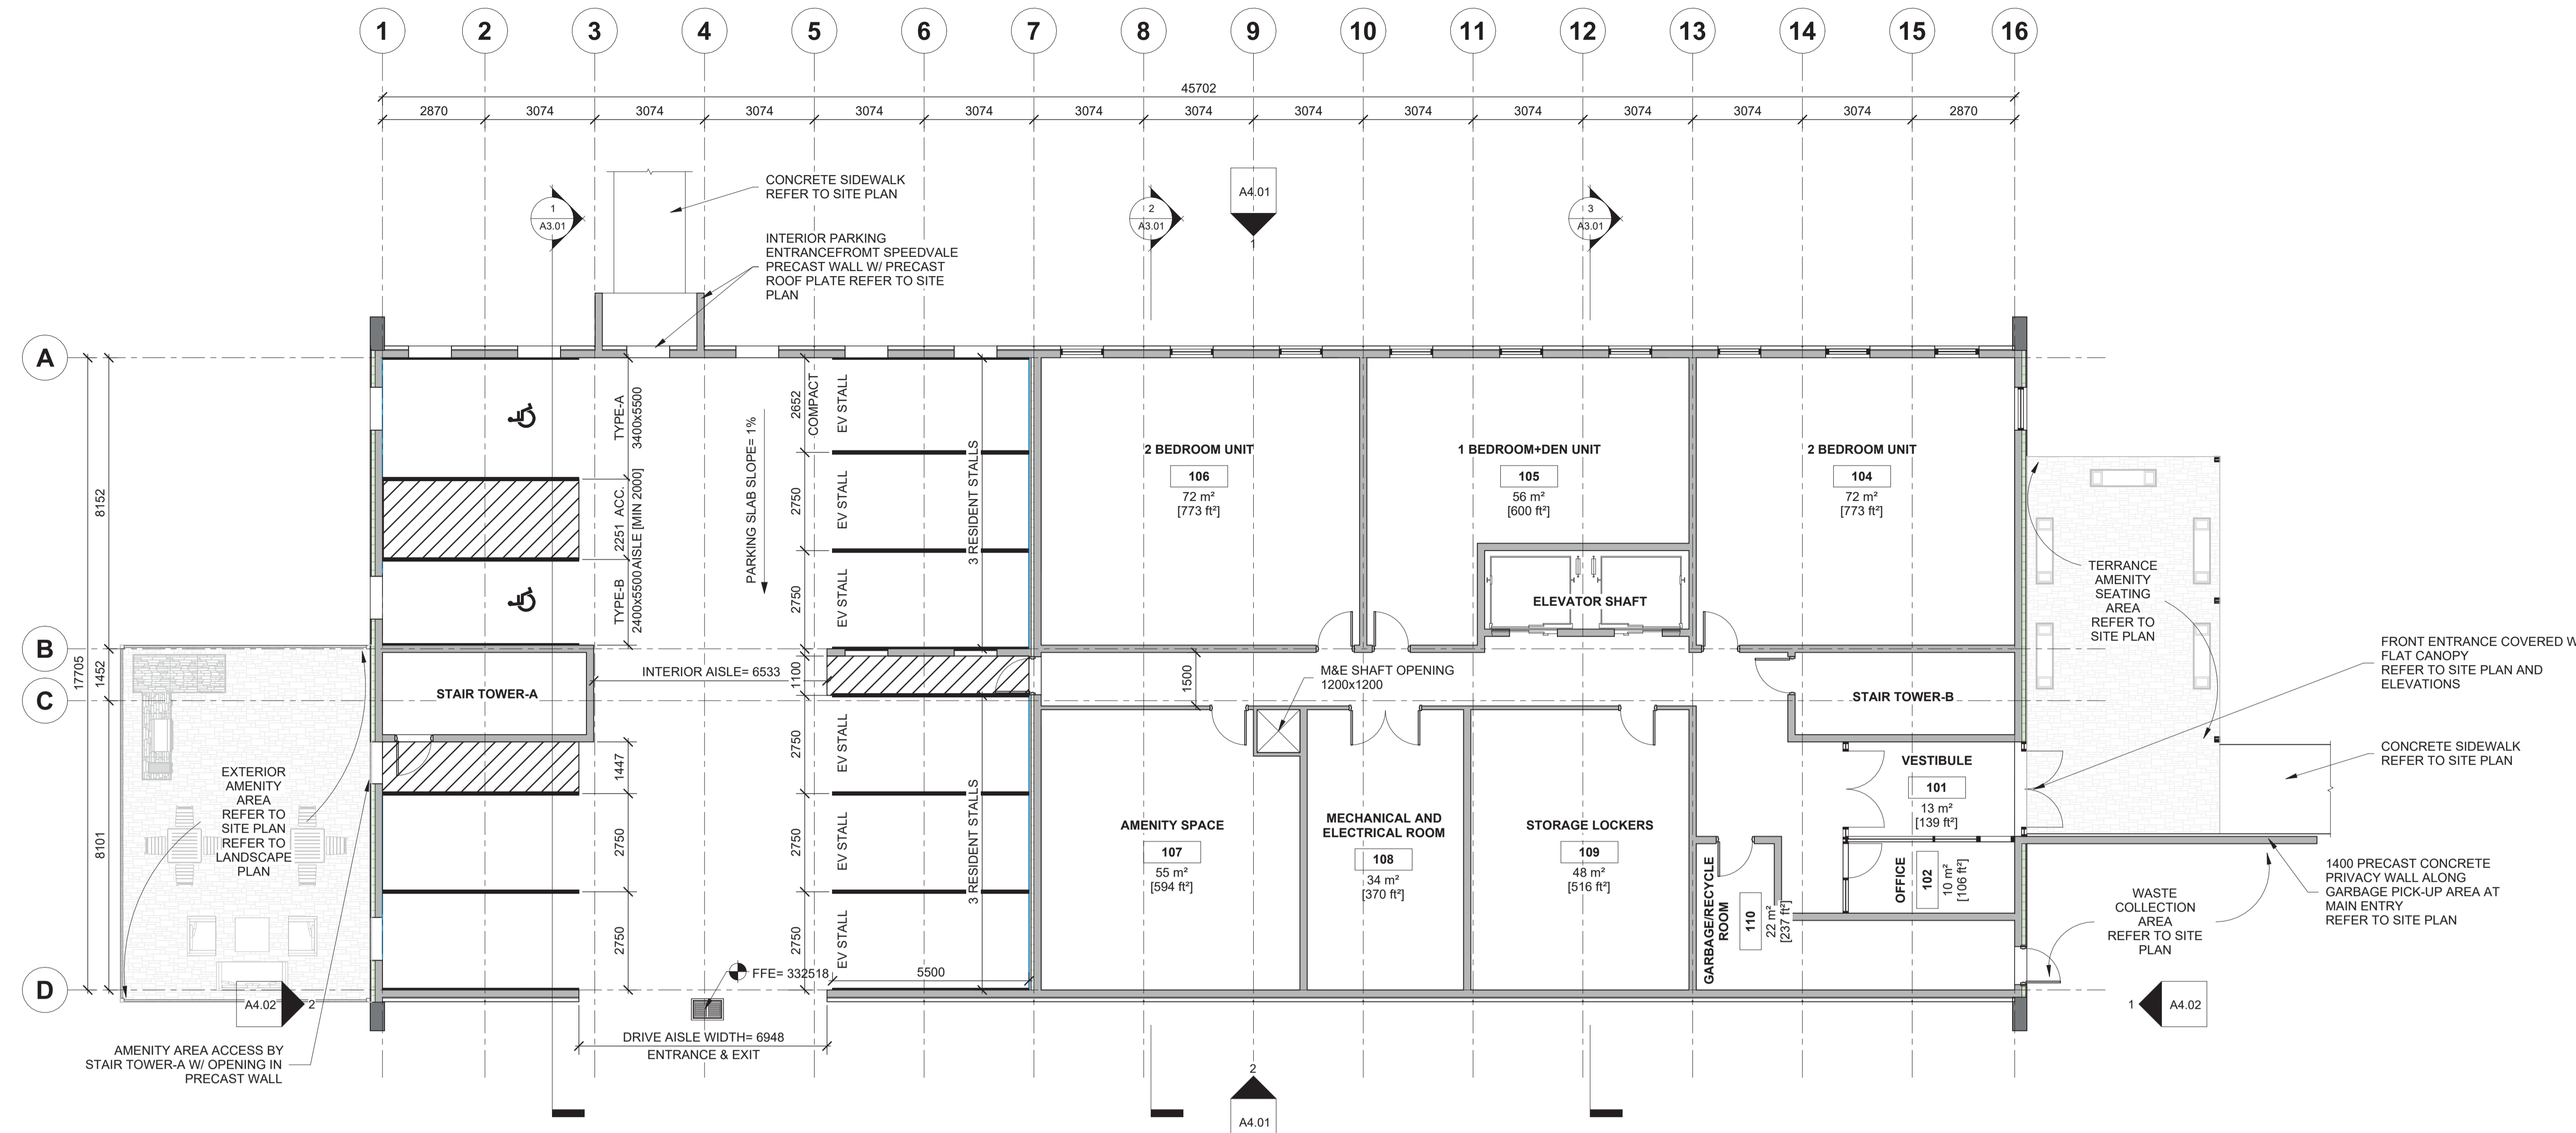 1 2 3 4 5 6 7 8 9 10 11 12 13 14 15 16
45702
2870 3074 3074 3074 3074 3074 3074 3074 3074 3074 3074 3074 3074 3074 2870
CONCRETE SIDEWALK
REFER TO SITE PLAN
1
A3.01
2
A3.01
A4.01
1
3
A3.01
INTERIOR PARKING
ENTRANCEFROMT SPEEDVALE
PRECAST WALL W/ PRECAST
ROOF PLATE REFER TO SITE
PLAN
A
B
C
D
17705
8152
1452
8101
TYPE-A
3400x5500
2251 ACC.
AISLE [MIN 2000]
TYPE-B
2400x5500
PARKING SLAB SLOPE= 1%
2652
COMPACT
2750
2750
1100
2750
2750
2750
EV STALL
EV STALL
EV STALL
EV STALL
EV STALL
EV STALL
3 RESIDENT STALLS
3 RESIDENT STALLS
2 BEDROOM UNIT
106
72 m²
[773 ft²]
1 BEDROOM+DEN UNIT
105
56 m²
[600 ft²]
2 BEDROOM UNIT
104
72 m²
[773 ft²]
ELEVATOR SHAFT
TERRANCE
AMENITY
SEATING
AREA
REFER TO
SITE PLAN
FRONT ENTRANCE COVERED W
FLAT CANOPY
REFER TO SITE PLAN AND
ELEVATIONS
INTERIOR AISLE= 6533
STAIR TOWER-A
1500
M&E SHAFT OPENING
1200x1200
STAIR TOWER-B
CONCRETE SIDEWALK
REFER TO SITE PLAN
1447
2750
2750
EXTERIOR
AMENITY
AREA
REFER TO
SITE PLAN
REFER TO
LANDSCAPE
PLAN
VESTIBULE
101
13 m²
[139 ft²]
AMENITY SPACE
107
55 m²
[594 ft²]
MECHANICAL AND
ELECTRICAL ROOM
108
34 m²
[370 ft²]
STORAGE LOCKERS
109
48 m²
[516 ft²]
GARBAGE/RECYCLE
ROOM
110
22 m²
[237 ft²]
OFFICE
102
10 m²
[106 ft²]
1400 PRECAST CONCRETE
PRIVACY WALL ALONG
GARBAGE PICK-UP AREA AT
MAIN ENTRY
REFER TO SITE PLAN
WASTE
COLLECTION
AREA
REFER TO SITE
PLAN
FFE= 332518
5500
A4.02
2
1
A4.02
DRIVE AISLE WIDTH= 6948
ENTRANCE & EXIT
AMENITY AREA ACCESS BY
STAIR TOWER-A W/ OPENING IN
PRECAST WALL
2
A4.01